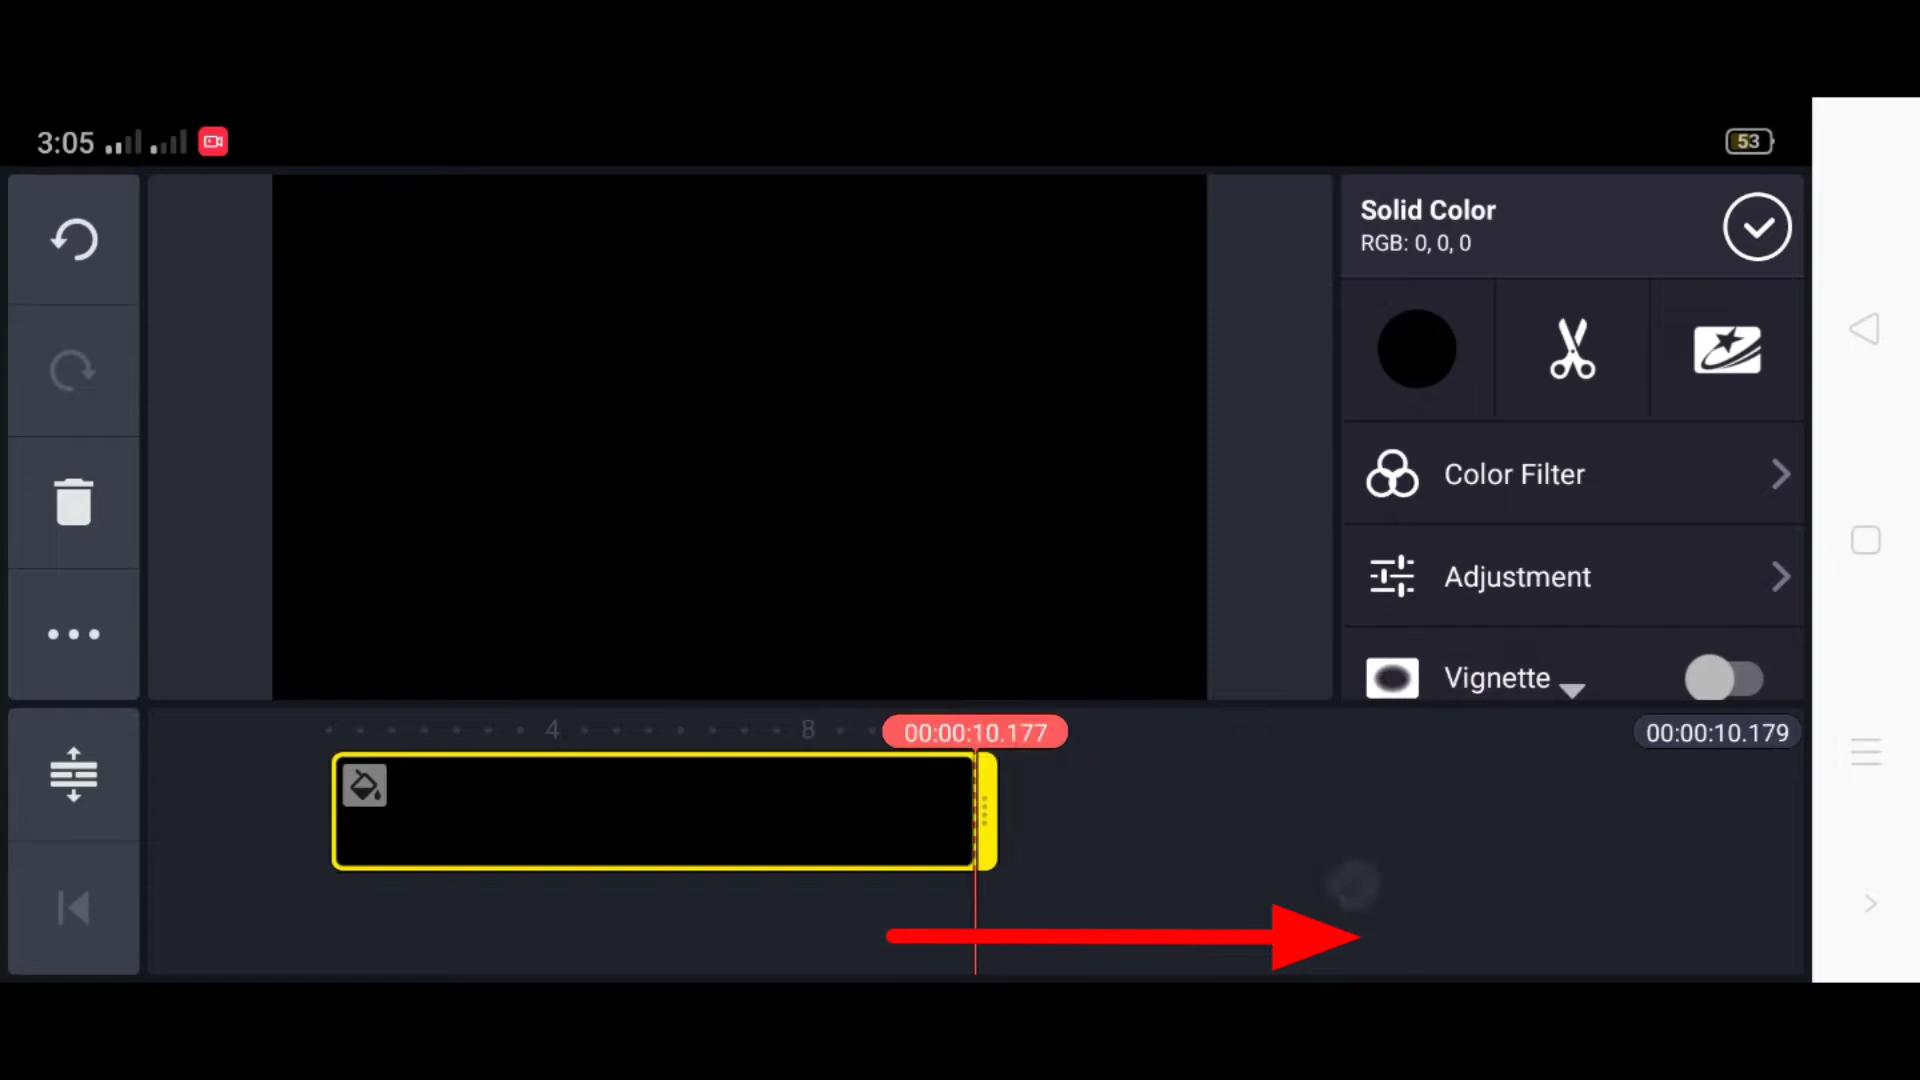 3:05
53
Solid Color
RGB: 0, 0, 0
Color Filter
Adjustment
Vignette
4
8
00:00:10.177
00:00:10.179